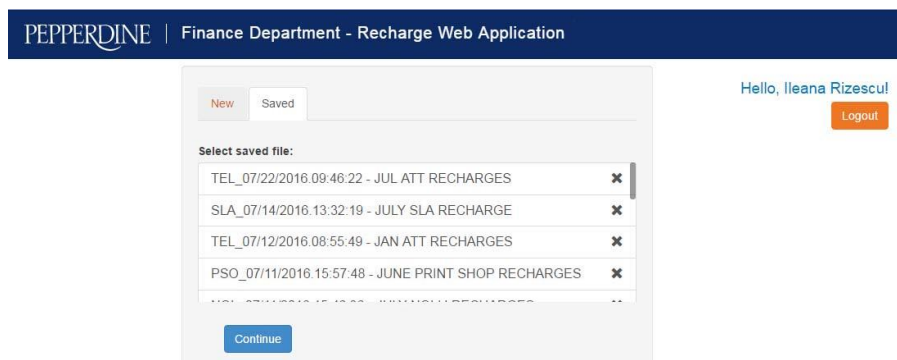 PEPPERDINE | Finance Department - Recharge Web Application
Hello, Ileana Rizescu!
Logout
New Saved
Select saved file:
TEL_07/22/2016.09:46:22 - JUL ATT RECHARGES ✖
SLA_07/14/2016.13:32:19 - JULY SLA RECHARGE ✖
TEL_07/12/2016.08:55:49 - JAN ATT RECHARGES ✖
PSO_07/11/2016.15:57:48 - JUNE PRINT SHOP RECHARGES ✖
Continue